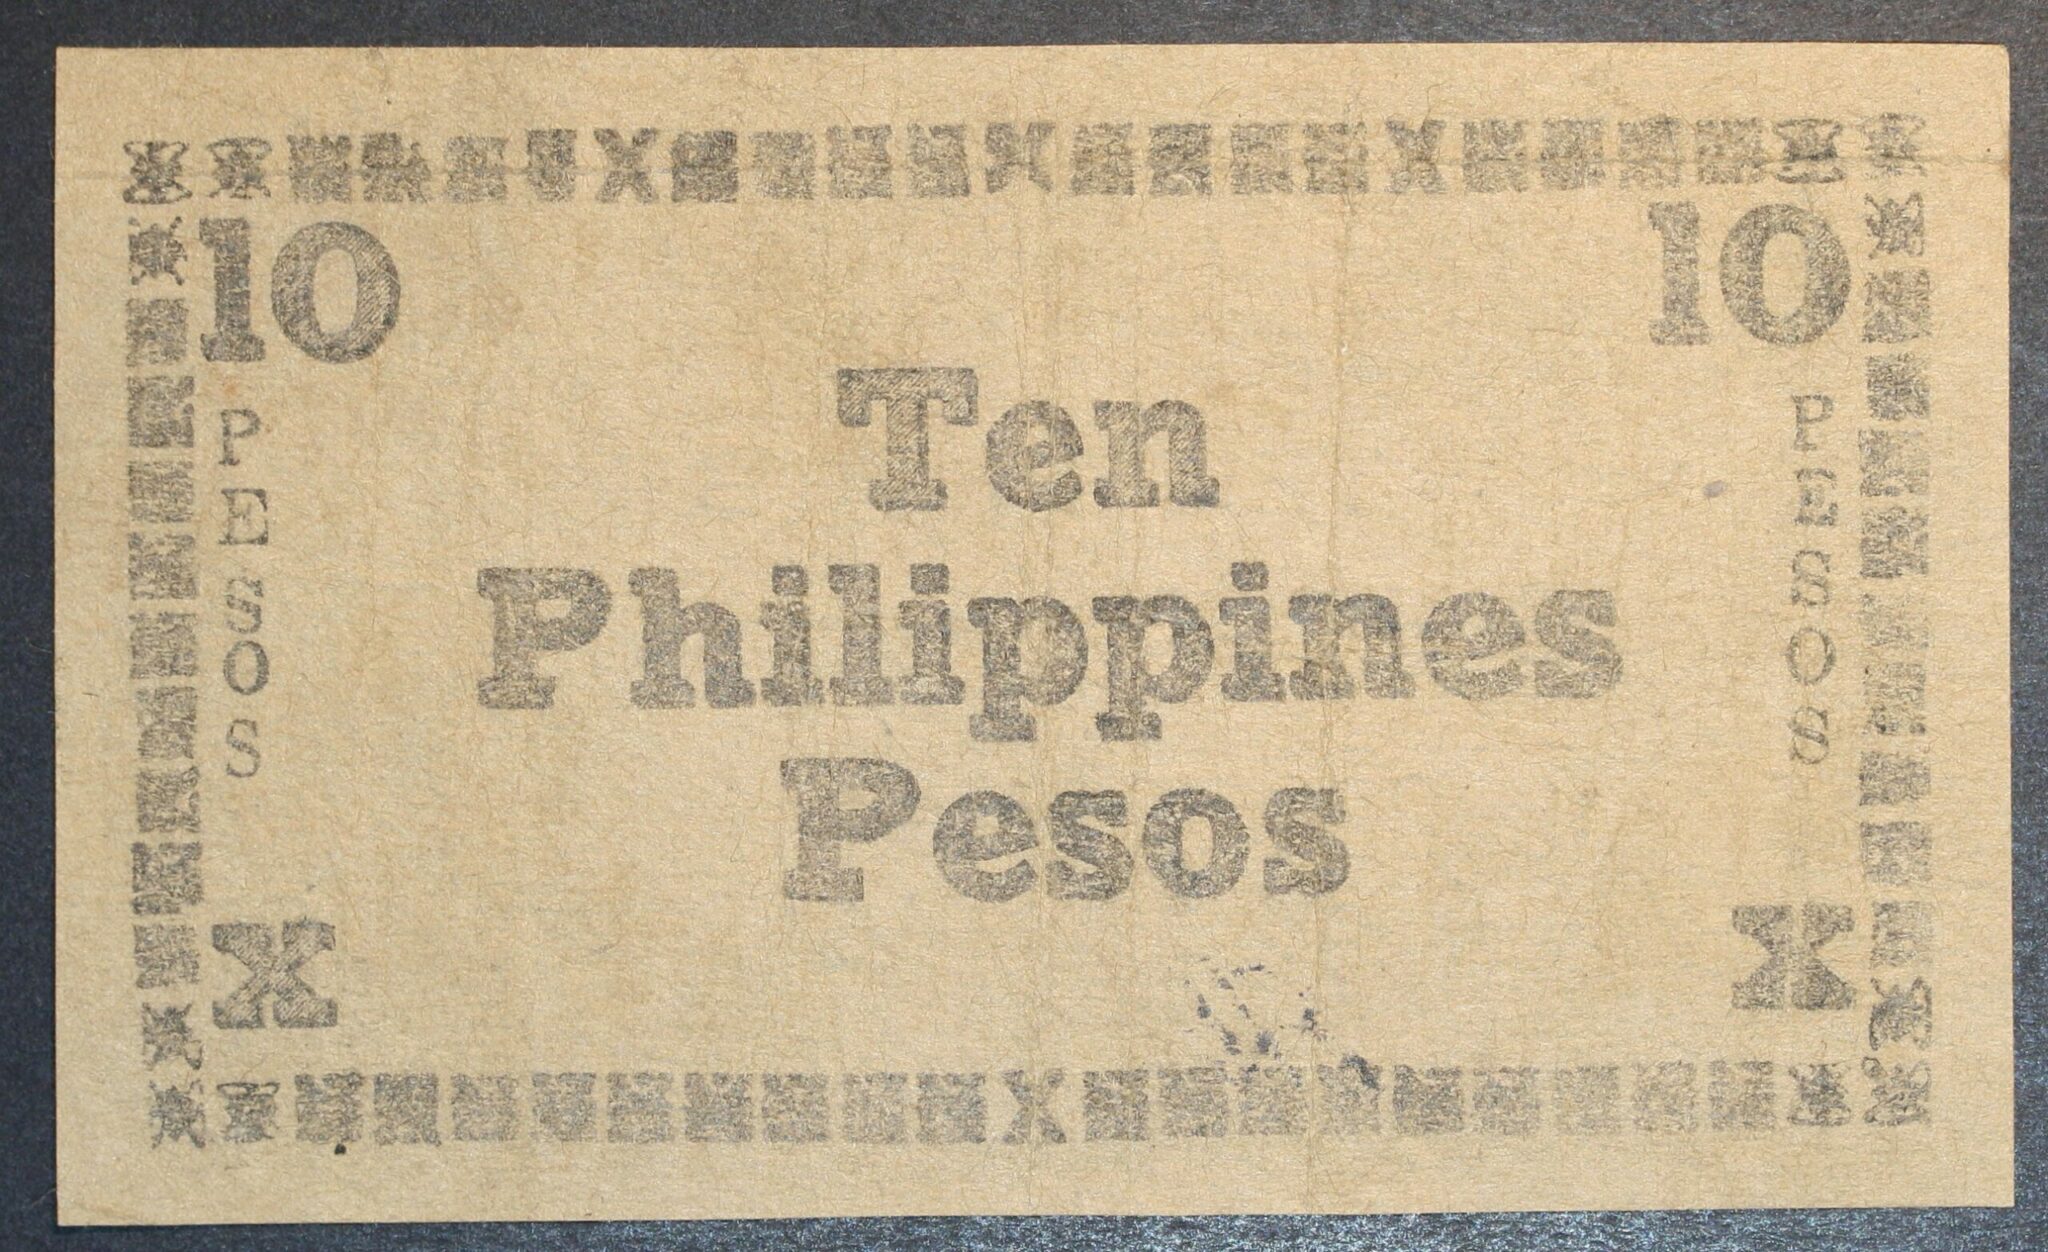 10 10
PESOS PESOS
Ten
Philippines
Pesos
X X